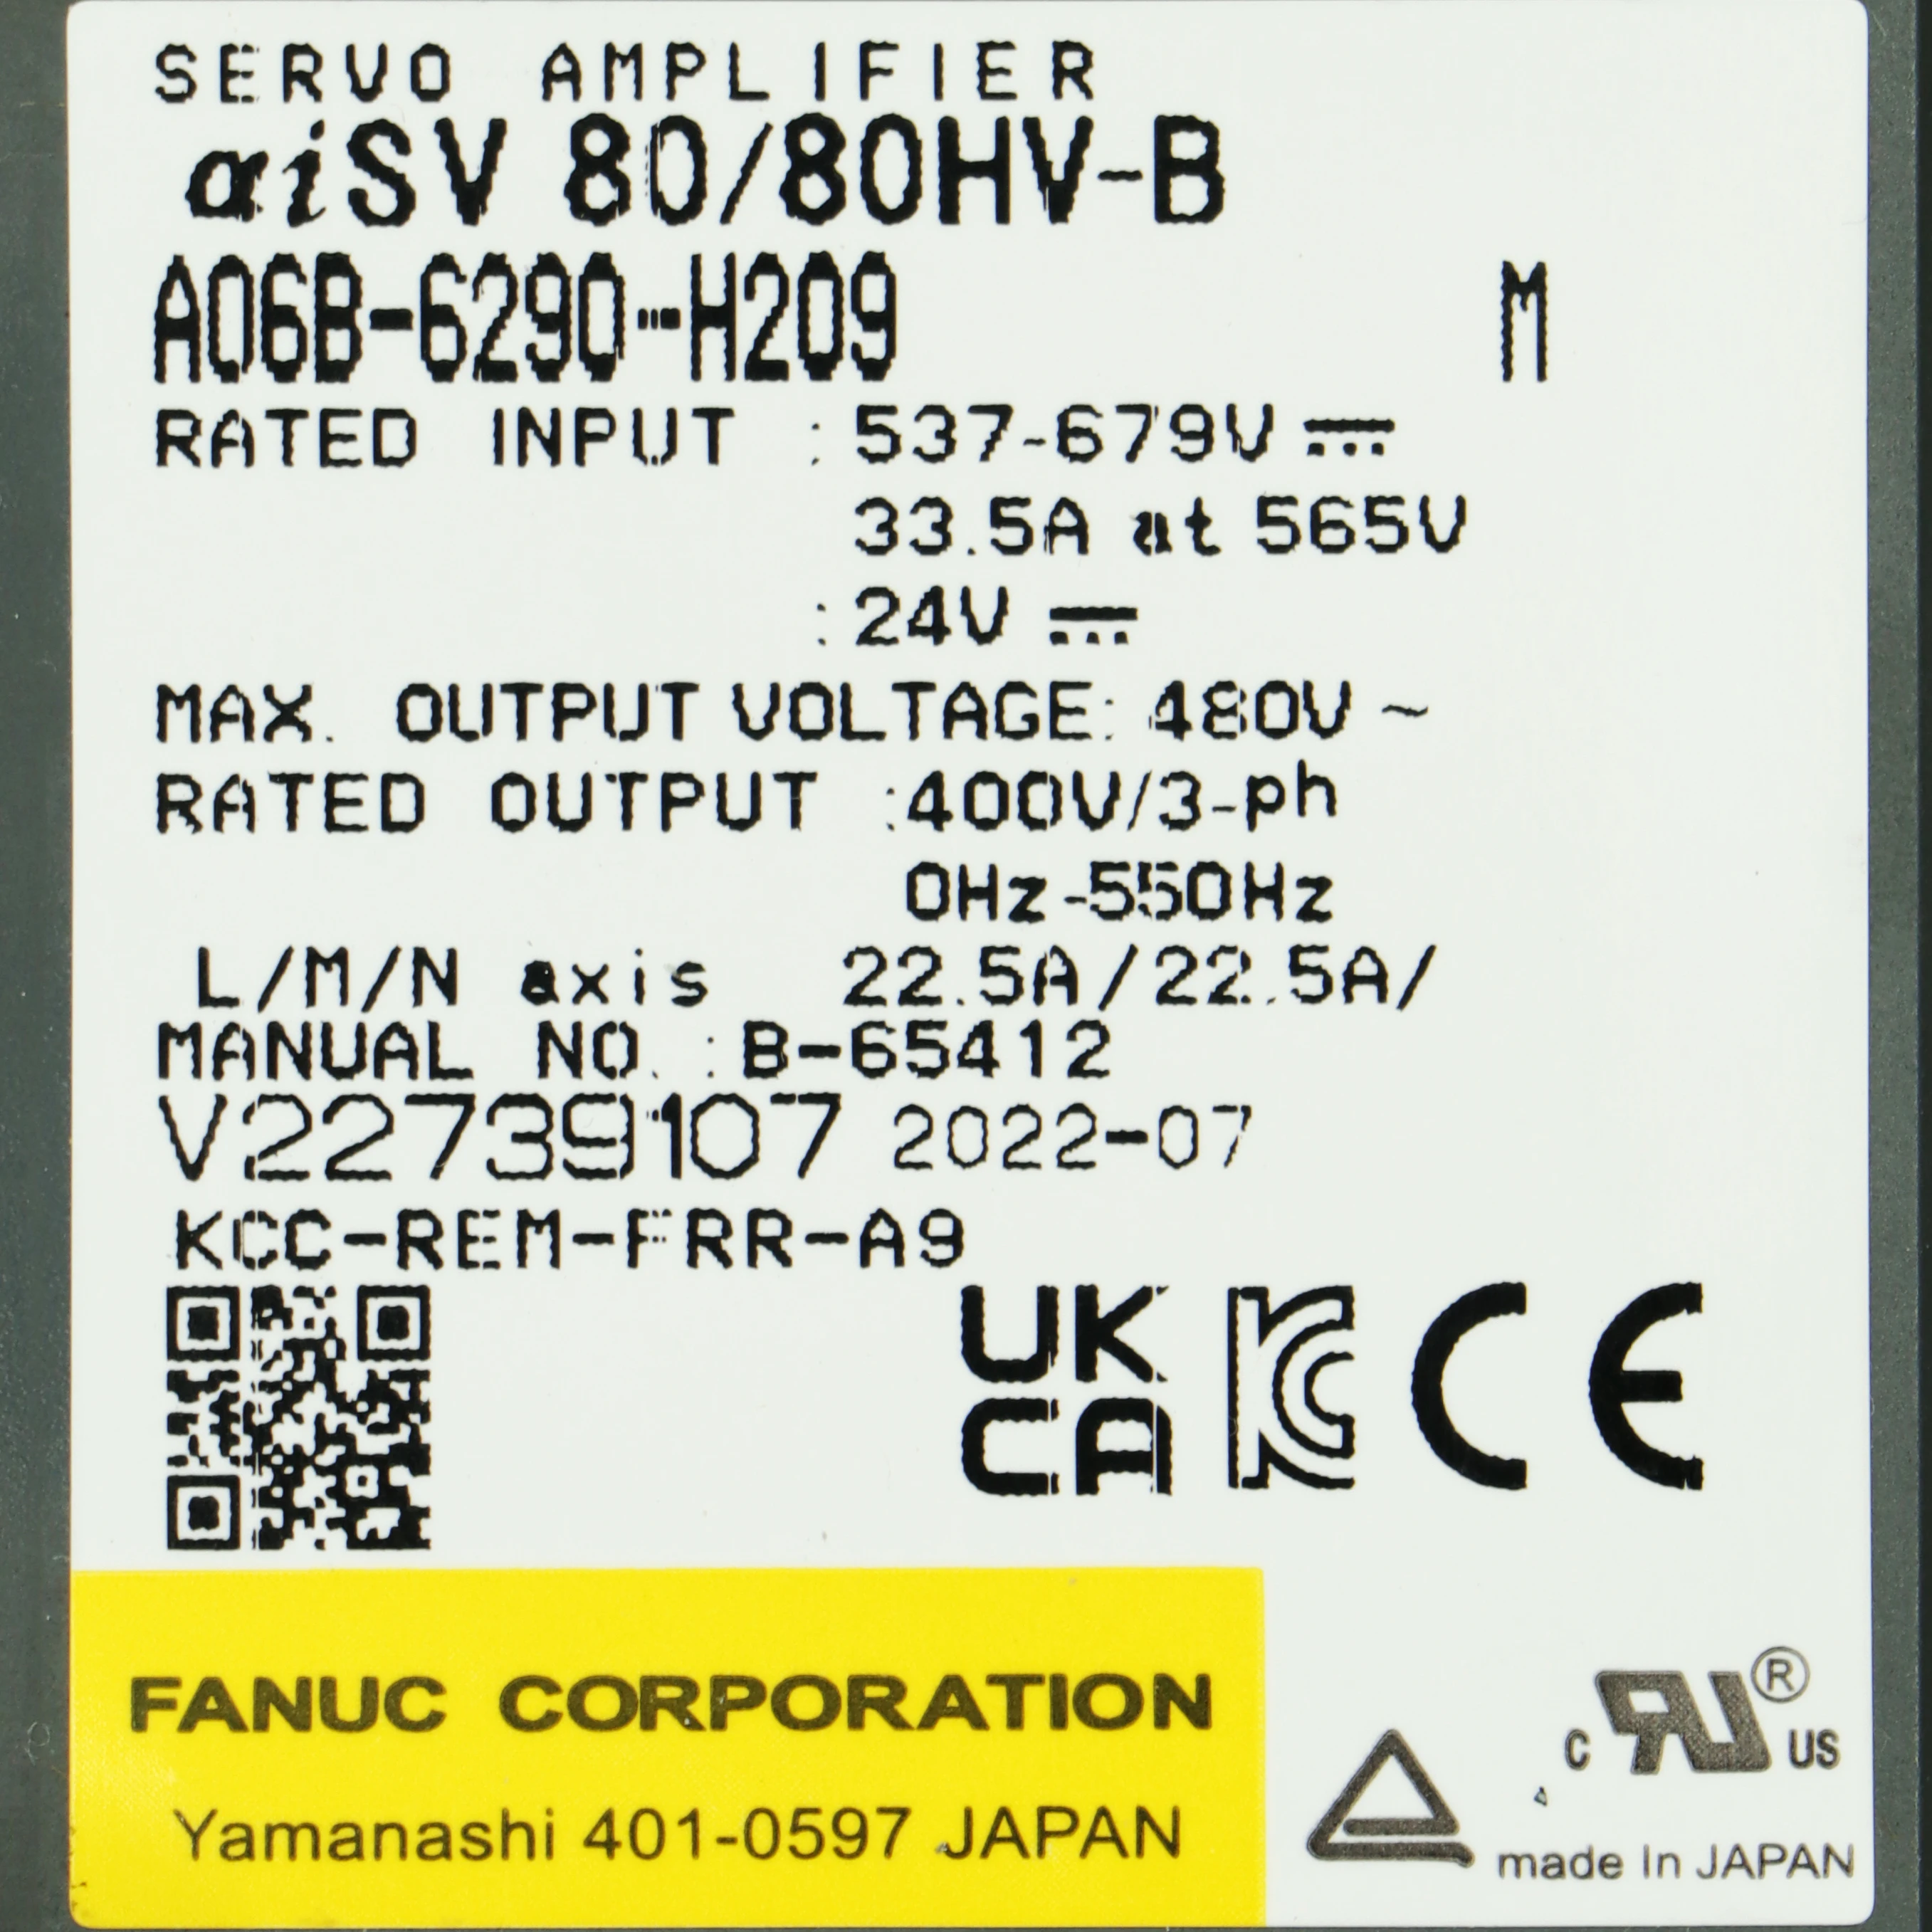 SERVO AMPLIFIER
αiSV 80/80HV-B
A06B-6290-H209 M
RATED INPUT :537-679V ⎓
33.5A at 565V
:24V ⎓
MAX. OUTPUT VOLTAGE: 480V ~
RATED OUTPUT :400V/3-ph
0Hz-550Hz
L/M/N axis 22.5A/22.5A/
MANUAL NO. :B-65412
V22739107 2022-07
KCC-REM-FRR-A9
UK
CA
KC CE
FANUC CORPORATION
Yamanashi 401-0597 JAPAN
c RU ® US
made In JAPAN